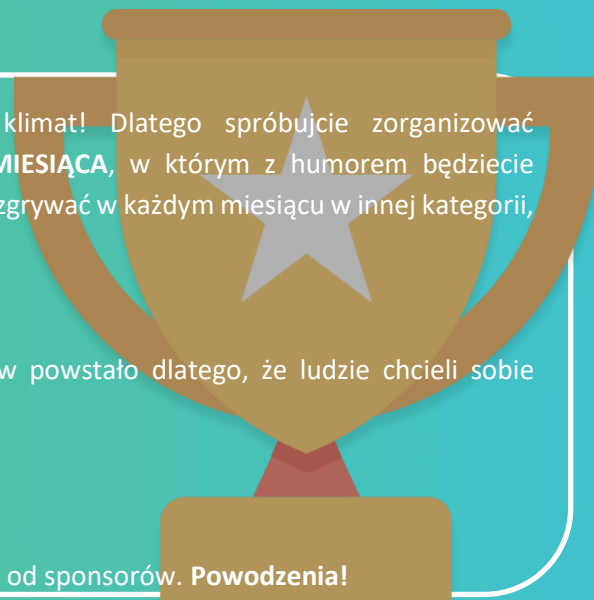 klimat! Dlatego spróbujcie zorganizować
MIESIĄCA, w którym z humorem będziecie
zgrywać w każdym miesiącu w innej kategorii,
w powstało dlatego, że ludzie chcieli sobie
od sponsorów. Powodzenia!